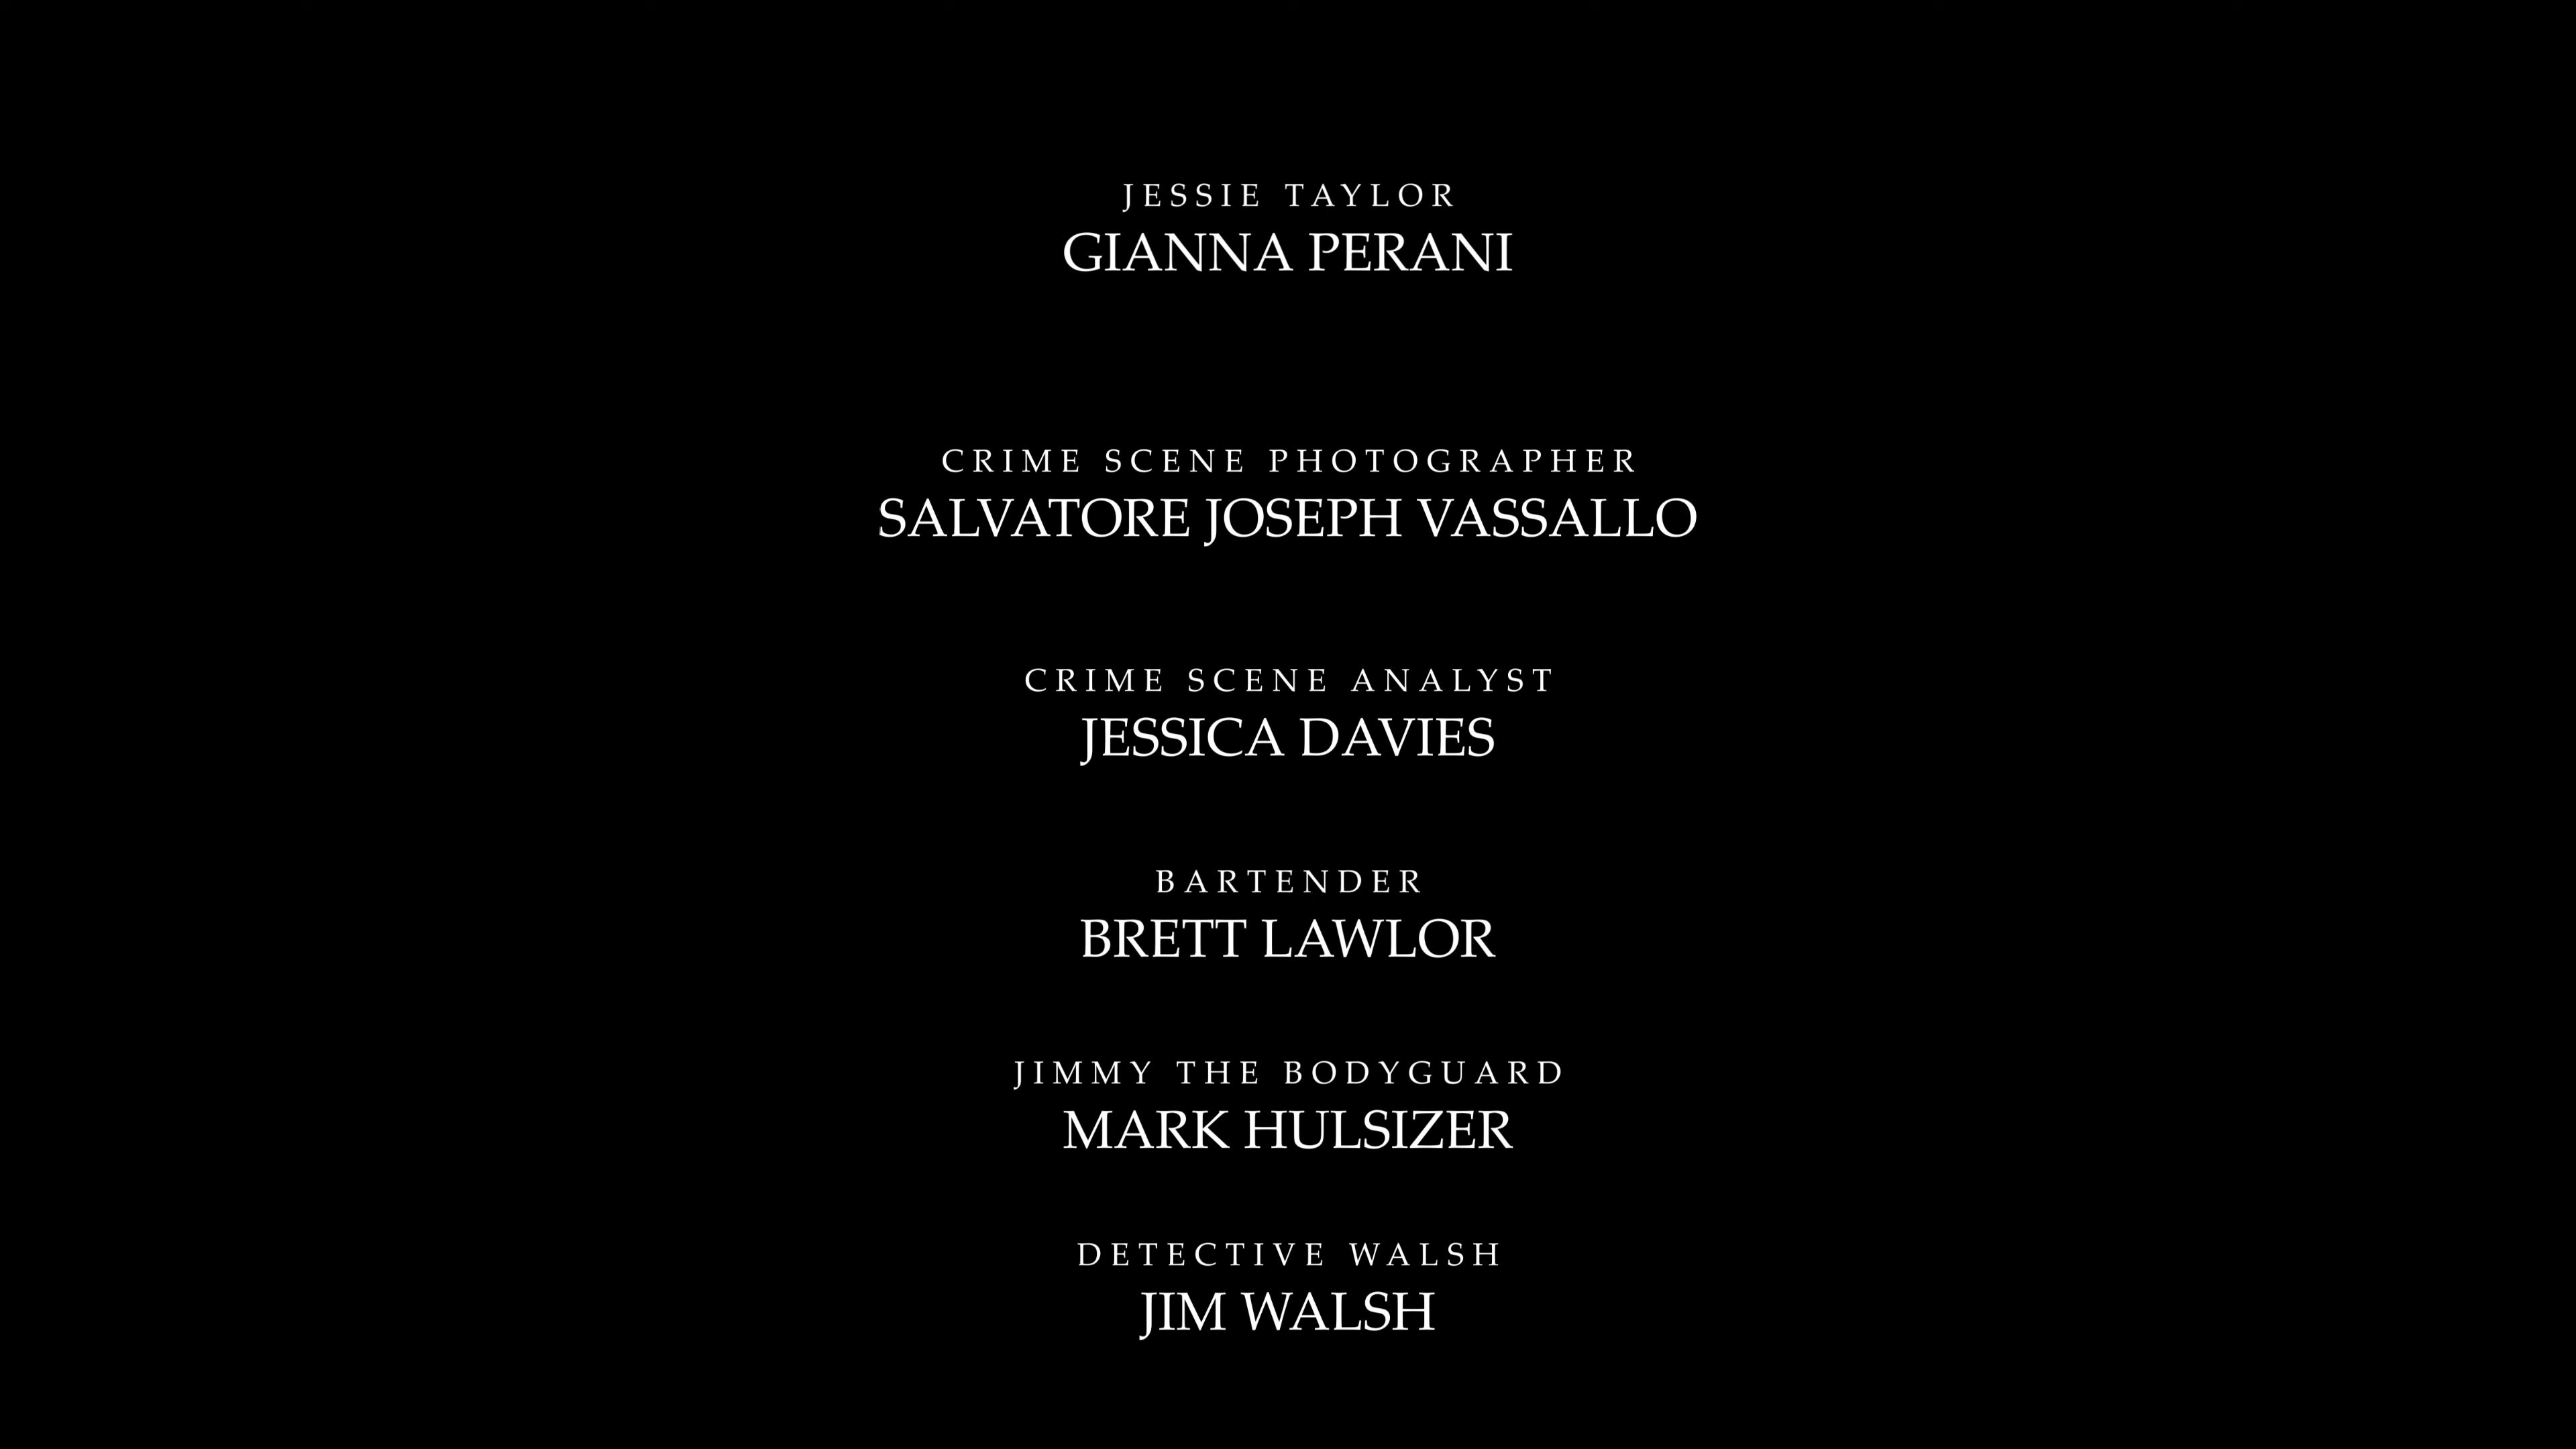 JESSIE TAYLOR
GIANNA PERANI
CRIME SCENE PHOTOGRAPHER
SALVATORE JOSEPH VASSALLO
CRIME SCENE ANALYST
JESSICA DAVIES
BARTENDER
BRETT LAWLOR
JIMMY THE BODYGUARD
MARK HULSIZER
DETECTIVE WALSH
JIM WALSH